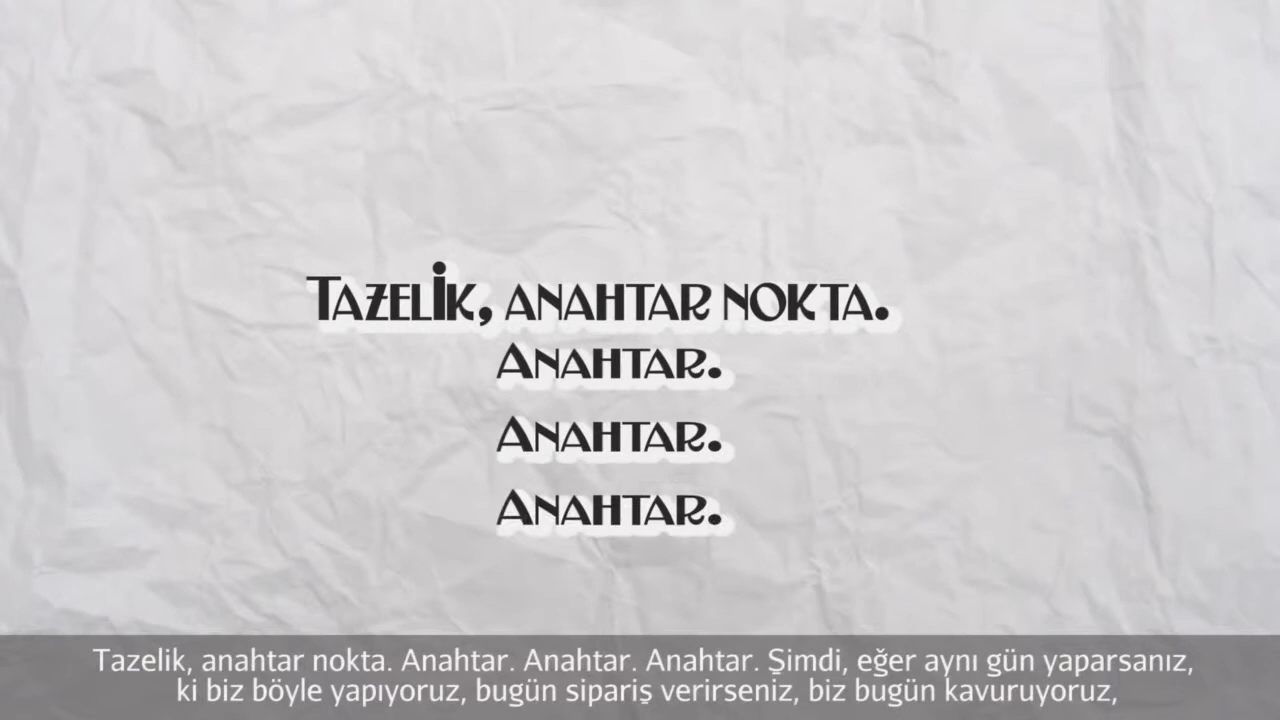 Tazelik, anahtar nokta.
Anahtar.
Anahtar.
Anahtar.
Tazelik, anahtar nokta. Anahtar. Anahtar. Anahtar. Şimdi, eğer aynı gün yaparsanız,
ki biz böyle yapıyoruz, bugün sipariş verirseniz, biz bugün kavuruyoruz,